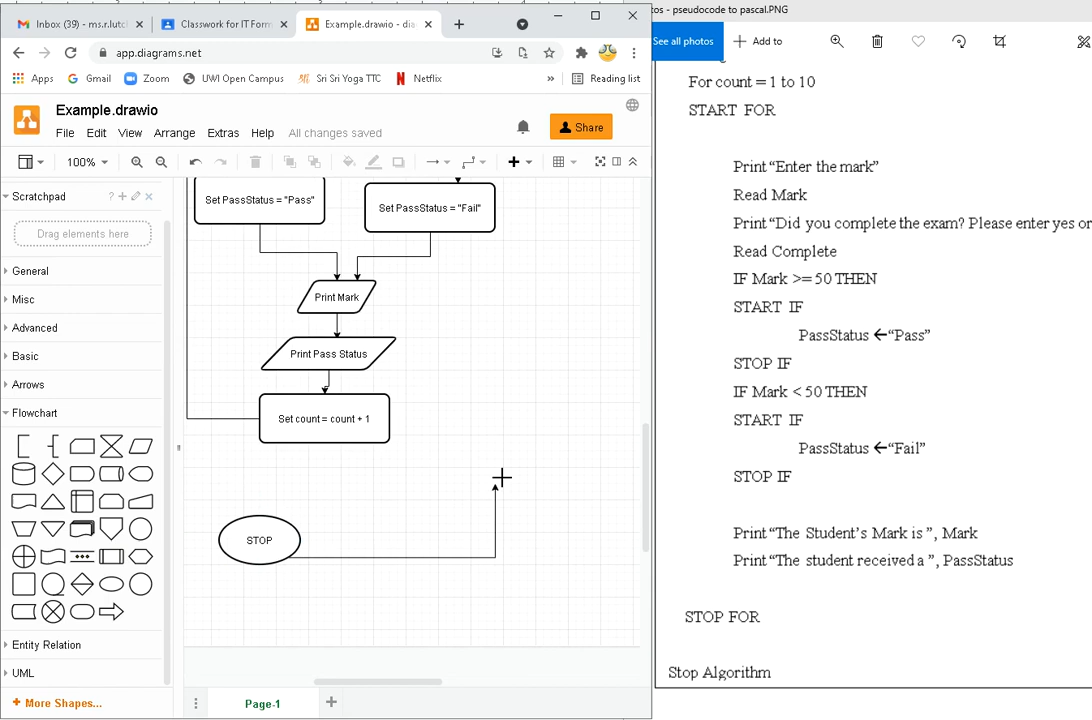 Inbox (39) - ms.r.lutch
Classwork for IT Form
Example.drawio - dia
app.diagrams.net
Apps
Gmail
Zoom
UWI Open Campus
Sri Sri Yoga TTC
Netflix
»
Reading list
Example.drawio
File
Edit
View
Arrange
Extras
Help
All changes saved
Share
100%
Scratchpad
Drag elements here
General
Misc
Advanced
Basic
Arrows
Flowchart
Entity Relation
UML
+ More Shapes...
Set PassStatus = "Pass"
Set PassStatus = "Fail"
Print Mark
Print Pass Status
Set count = count + 1
STOP
Page-1
tos - pseudocode to pascal.PNG
See all photos
Add to
For count = 1 to 10
START FOR
Print “Enter the mark”
Read Mark
Print “Did you complete the exam? Please enter yes or
Read Complete
IF Mark >= 50 THEN
START IF
PassStatus ←“Pass”
STOP IF
IF Mark < 50 THEN
START IF
PassStatus ←“Fail”
STOP IF
Print “The Student’s Mark is ”, Mark
Print “The student received a ”, PassStatus
STOP FOR
Stop Algorithm